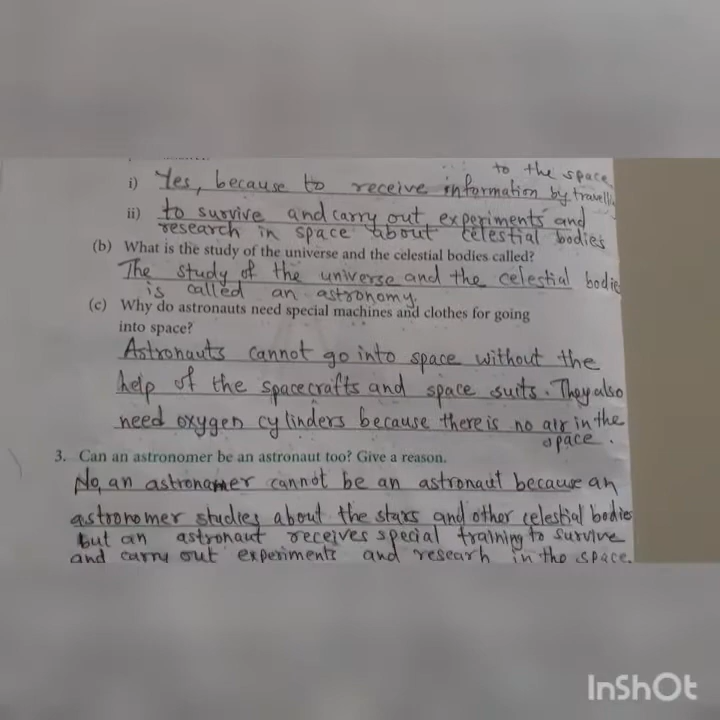 to the space
i) Yes, because to receive information by travelli
ii) to survive and carry out experiments and
research in space about celestial bodies
(b) What is the study of the universe and the celestial bodies called?
The study of the universe and the celestial bodie
is called an astronomy.
(c) Why do astronauts need special machines and clothes for going
into space?
Astronauts cannot go into space without the
help of the spacecrafts and space suits. They also
need oxygen cylinders because there is no air in the
space.
3. Can an astronomer be an astronaut too? Give a reason.
No, an astronamer cannot be an astronaut because an
astronomer studies about the stars and other celestial bodies
but an astronaut receives special training to survive
and carry out experiments and researh in the space.
InShOt